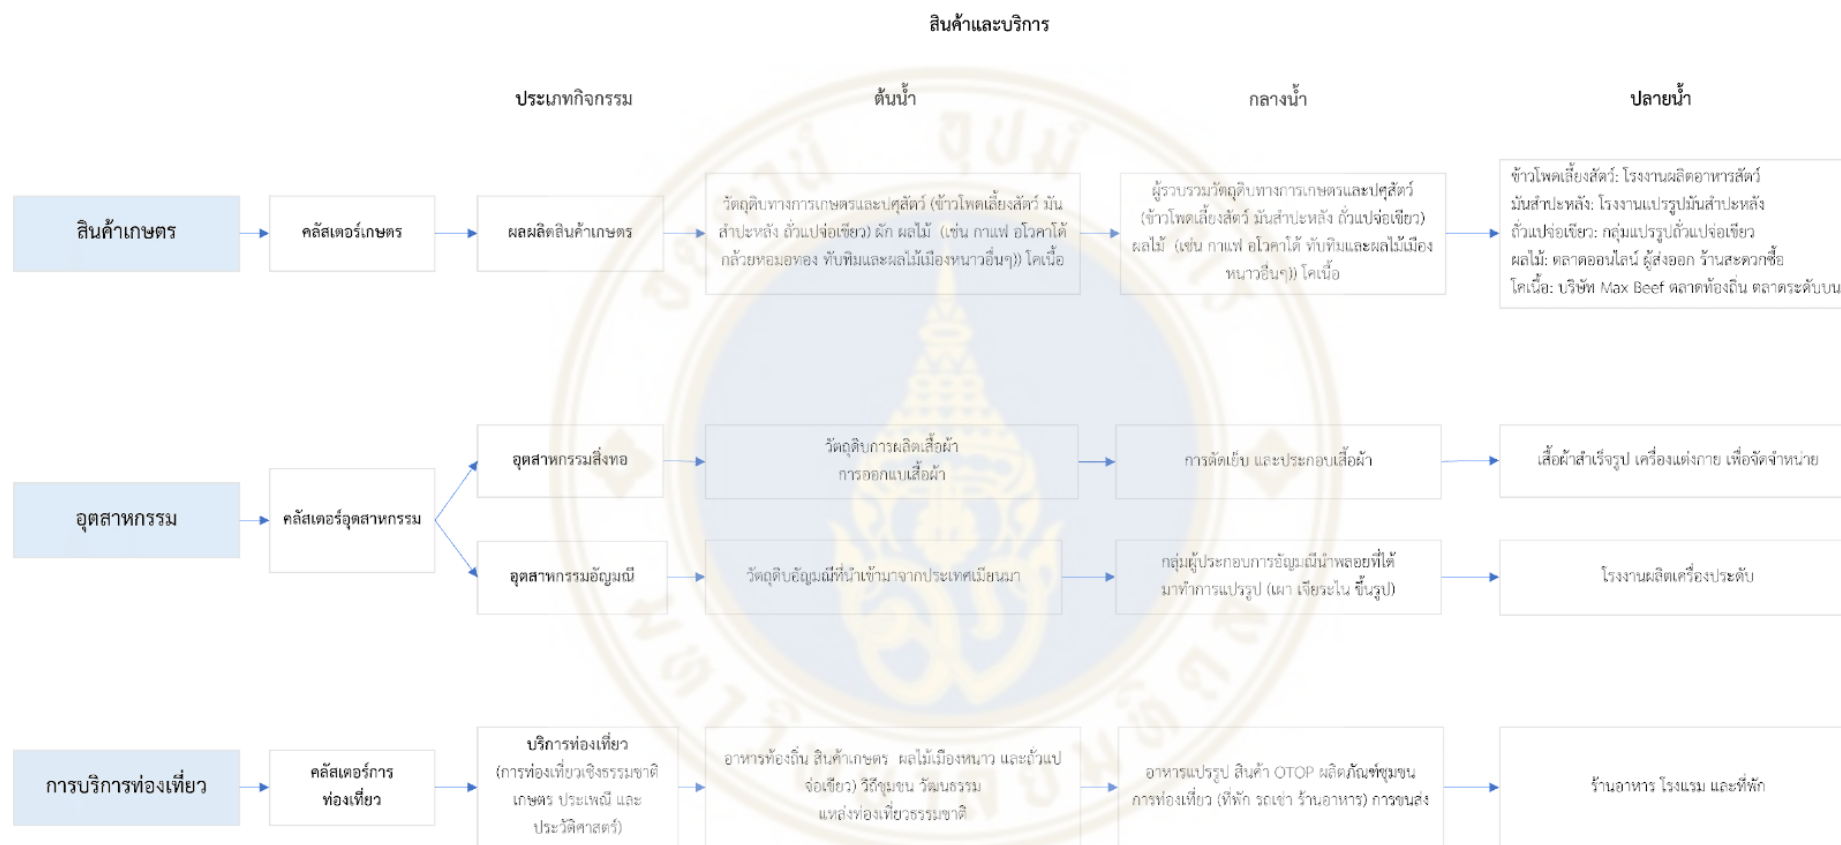 สินค้าและบริการ
ประเภทกิจกรรม
ต้นน้ำ
กลางน้ำ
ปลายน้ำ
สินค้าเกษตร
คลัสเตอร์เกษตร
ผลผลิตสินค้าเกษตร
วัตถุดิบทางการเกษตรและปศุสัตว์ (ข้าวโพดเลี้ยงสัตว์ มัน
สำปะหลัง ถั่วแปจ่อเขียว) ผัก ผลไม้ (เช่น กาแฟ อโวคาโด้
กล้วยหอมทอง ทับทิมและผลไม้เมืองหนาวอื่นๆ)) โคเนื้อ
ผู้รวบรวมวัตถุดิบทางการเกษตรและปศุสัตว์
(ข้าวโพดเลี้ยงสัตว์ มันสำปะหลัง ถั่วแปจ่อเขียว)
ผลไม้ (เช่น กาแฟ อโวคาโด้ ทับทิมและผลไม้เมือง
หนาวอื่นๆ)) โคเนื้อ
ข้าวโพดเลี้ยงสัตว์: โรงงานผลิตอาหารสัตว์
มันสำปะหลัง: โรงงานแปรรูปมันสำปะหลัง
ถั่วแปจ่อเขียว: กลุ่มแปรรูปถั่วแปจ่อเขียว
ผลไม้: ตลาดออนไลน์ ผู้ส่งออก ร้านสะดวกซื้อ
โคเนื้อ: บริษัท Max Beef ตลาดท้องถิ่น ตลาดระดับบน
อุตสาหกรรม
คลัสเตอร์อุตสาหกรรม
อุตสาหกรรมสิ่งทอ
วัตถุดิบการผลิตเสื้อผ้า
การออกแบเสื้อผ้า
การตัดเย็บ และประกอบเสื้อผ้า
เสื้อผ้าสำเร็จรูป เครื่องแต่งกาย เพื่อจัดจำหน่าย
อุตสาหกรรมอัญมณี
วัตถุดิบอัญมณีที่นำเข้ามาจากประเทศเมียนมา
กลุ่มผู้ประกอบการอัญมณีนำพลอยที่ได้
มาทำการแปรรูป (เผา เจียระไน ขึ้นรูป)
โรงงานผลิตเครื่องประดับ
การบริการท่องเที่ยว
คลัสเตอร์การ
ท่องเที่ยว
บริการท่องเที่ยว
(การท่องเที่ยวเชิงธรรมชาติ
เกษตร ประเพณี และ
ประวัติศาสตร์)
อาหารท้องถิ่น สินค้าเกษตร ผลไม้เมืองหนาว และถั่วแป
จ่อเขียว) วิถีชุมชน วัฒนธรรม
แหล่งท่องเที่ยวธรรมชาติ
อาหารแปรรูป สินค้า OTOP ผลิตภัณฑ์ชุมชน
การท่องเที่ยว (ที่พัก รถเช่า ร้านอาหาร) การขนส่ง
ร้านอาหาร โรงแรม และที่พัก